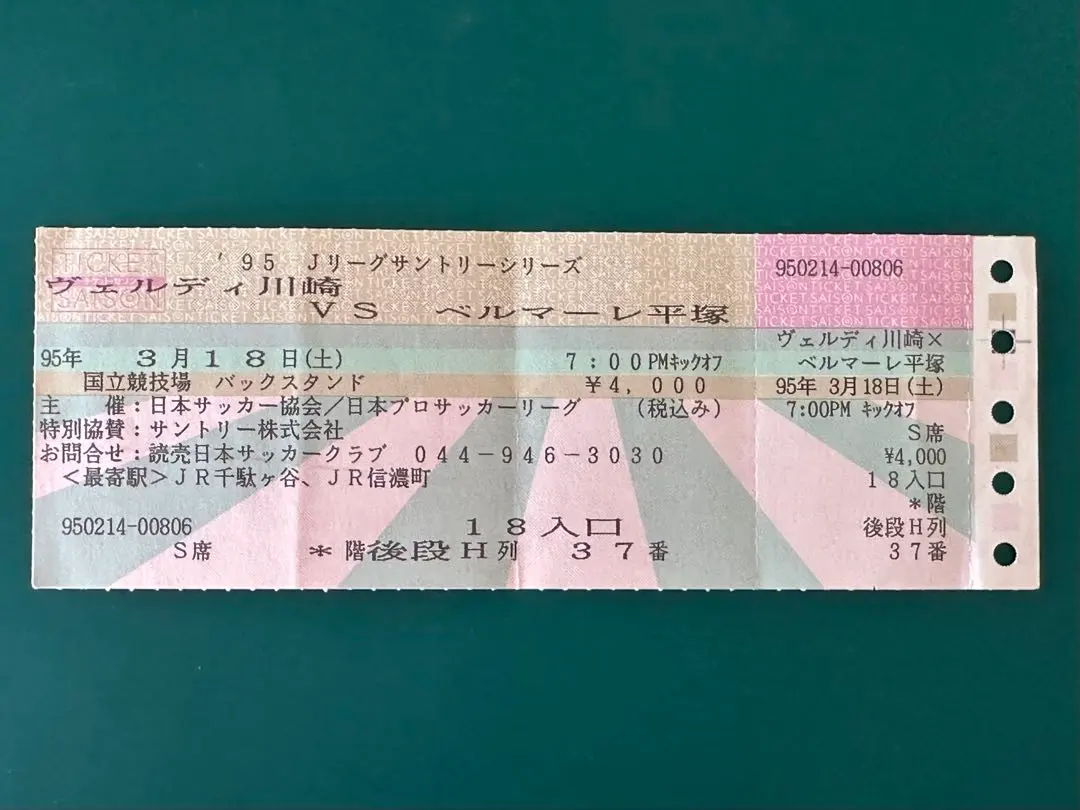 TICKET SAISON
'95 Jリーグサントリーシリーズ
ヴェルディ川崎
VS ベルマーレ平塚
95年 3月18日(土) 7:00PMキックオフ
国立競技場 バックスタンド ¥4,000
主 催:日本サッカー協会/日本プロサッカーリーグ (税込み)
特別協賛:サントリー株式会社
お問合せ:読売日本サッカークラブ 044-946-3030
<最寄駅>JR千駄ヶ谷、JR信濃町
950214-00806 18入口
S席 *階後段H列 37番
950214-00806
ヴェルディ川崎×
ベルマーレ平塚
95年 3月18日(土)
7:00PM キックオフ
S席
¥4,000
18入口
*階
後段H列
37番